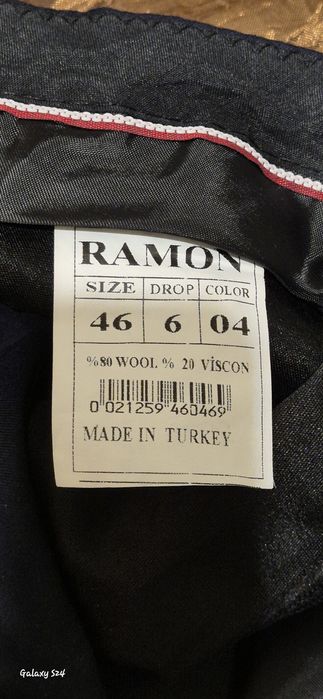 RAMON
SIZE DROP COLOR
46 6 04
%80 WOOL % 20 VİSCON
0 021259 460469
MADE IN TURKEY
Galaxy S24